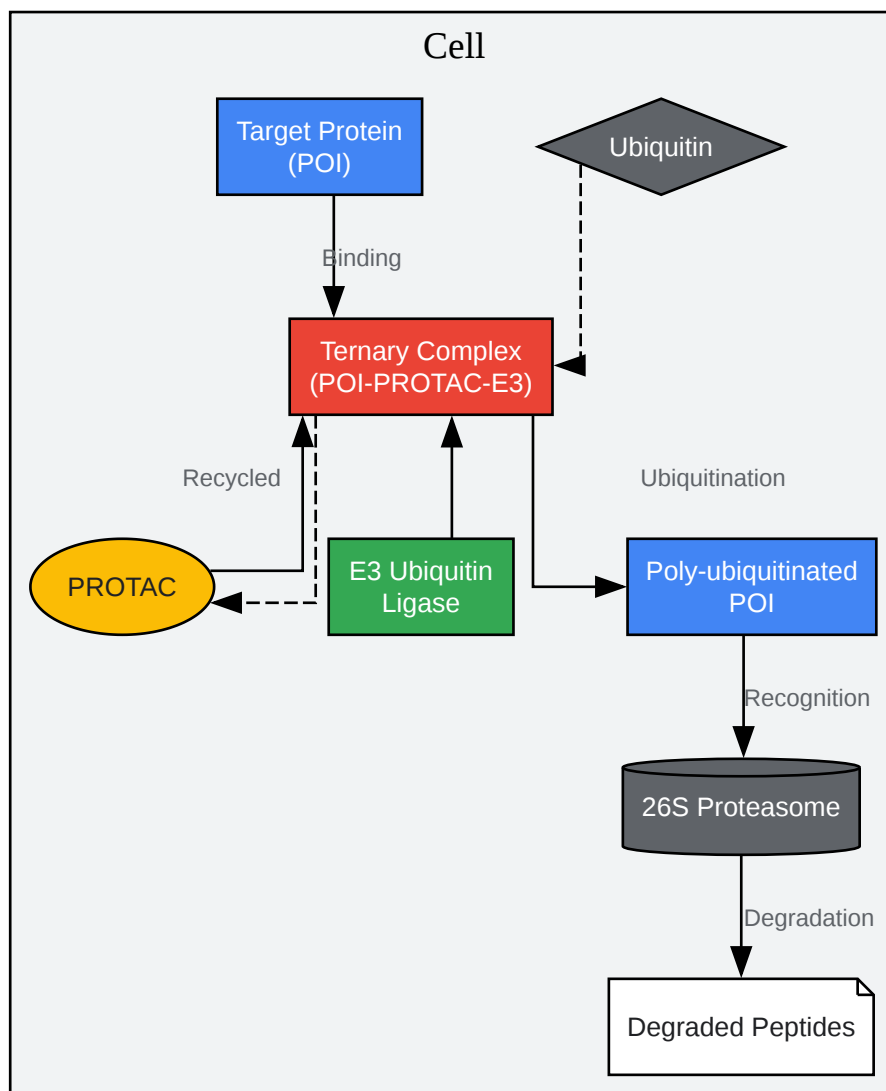 Cell
Target Protein
(POI)
Ubiquitin
Binding
Ternary Complex
(POI-PROTAC-E3)
Recycled
Ubiquitination
PROTAC
E3 Ubiquitin
Ligase
Poly-ubiquitinated
POI
Recognition
26S Proteasome
Degradation
Degraded Peptides